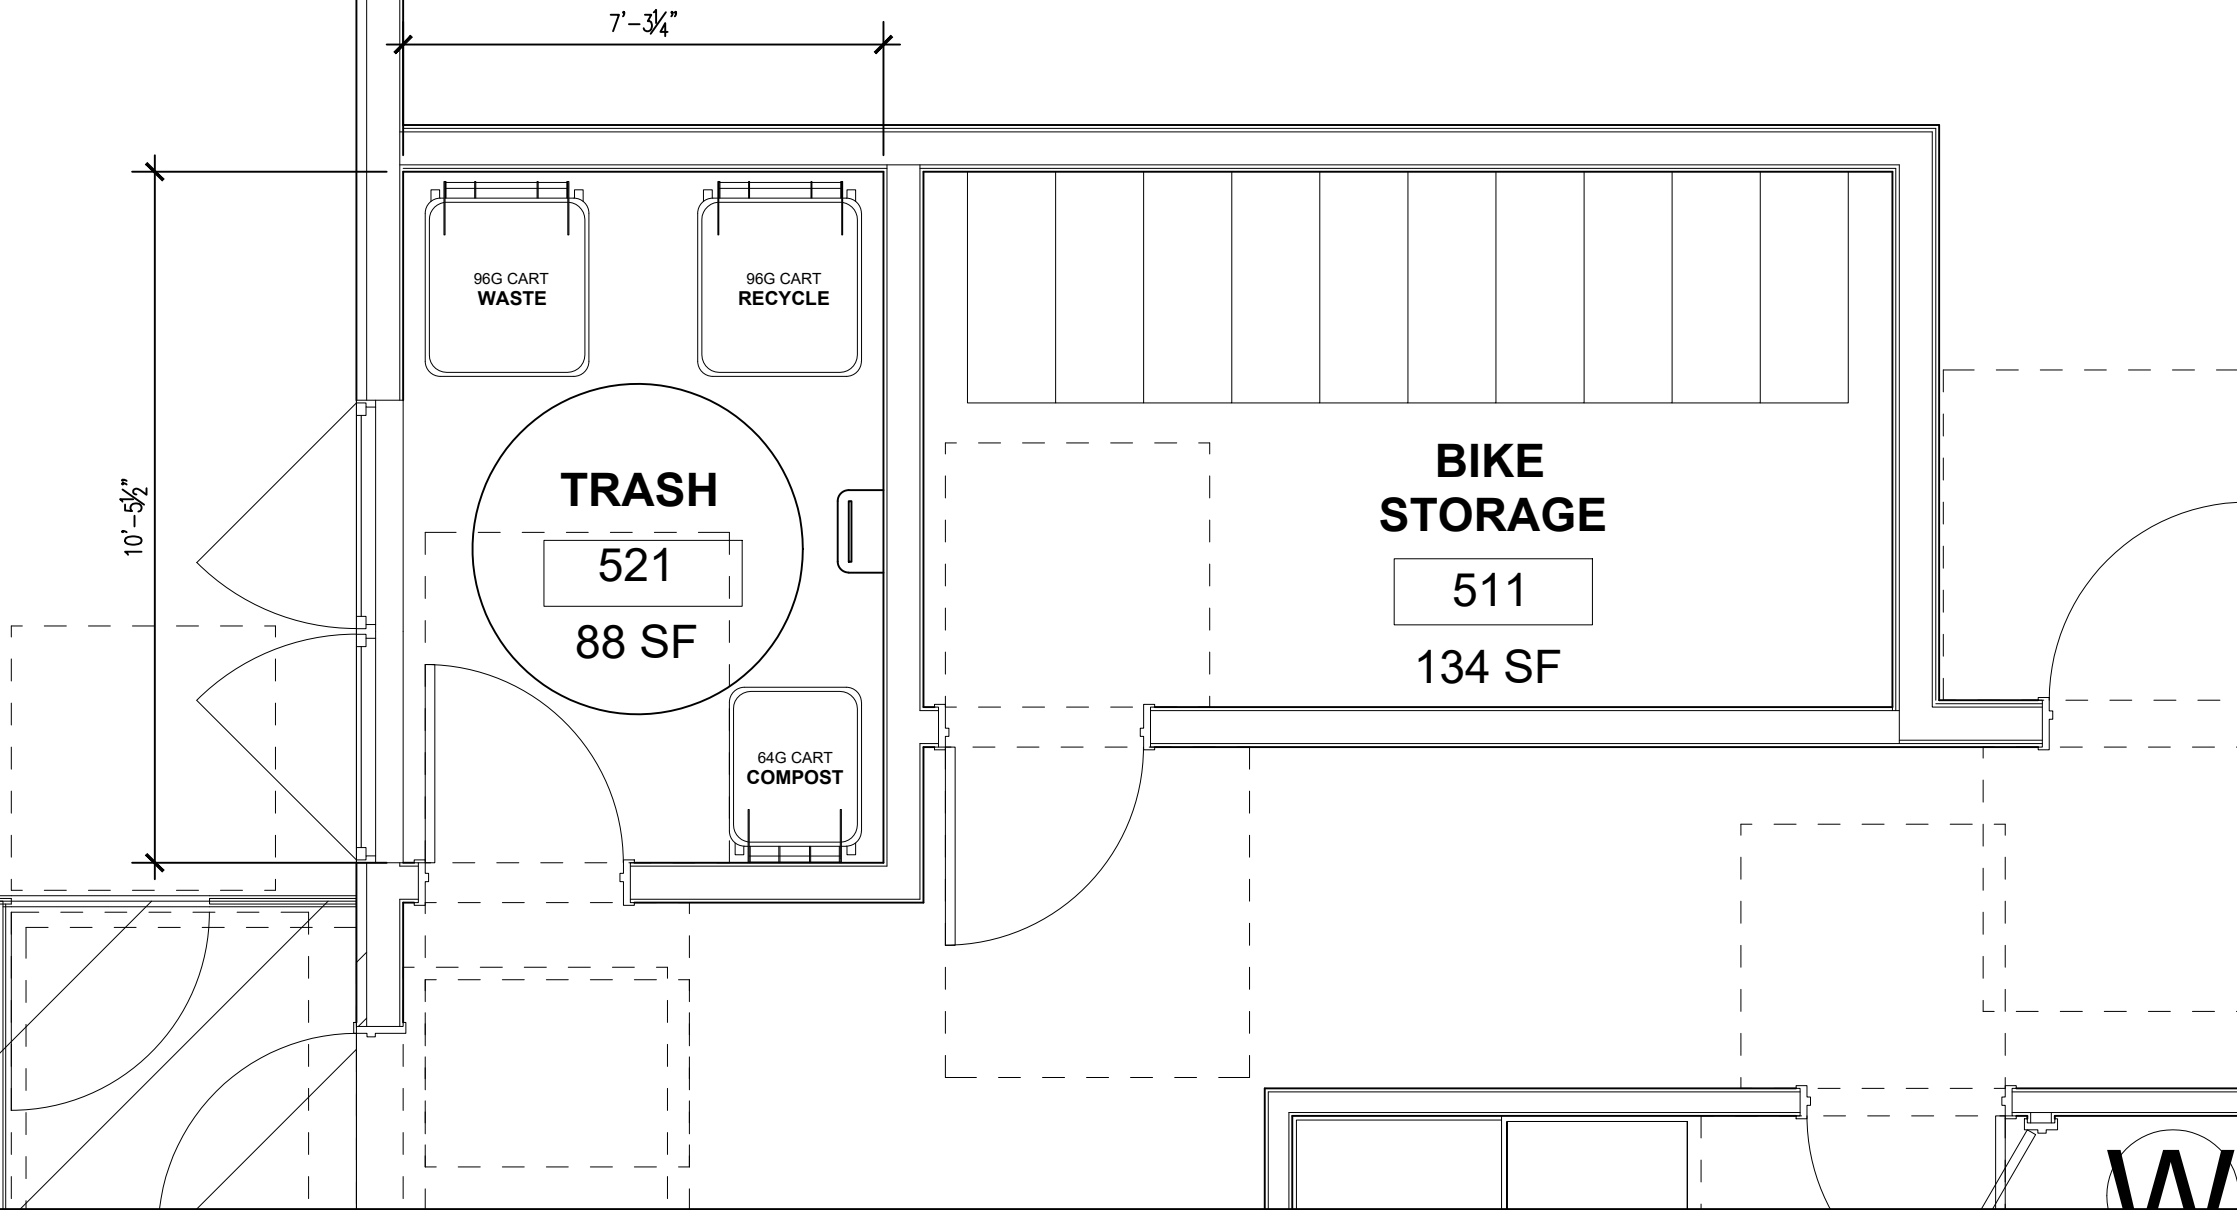 7'-3¼"
10'-5½"
96G CART
WASTE
96G CART
RECYCLE
TRASH
521
88 SF
64G CART
COMPOST
BIKE
STORAGE
511
134 SF
W